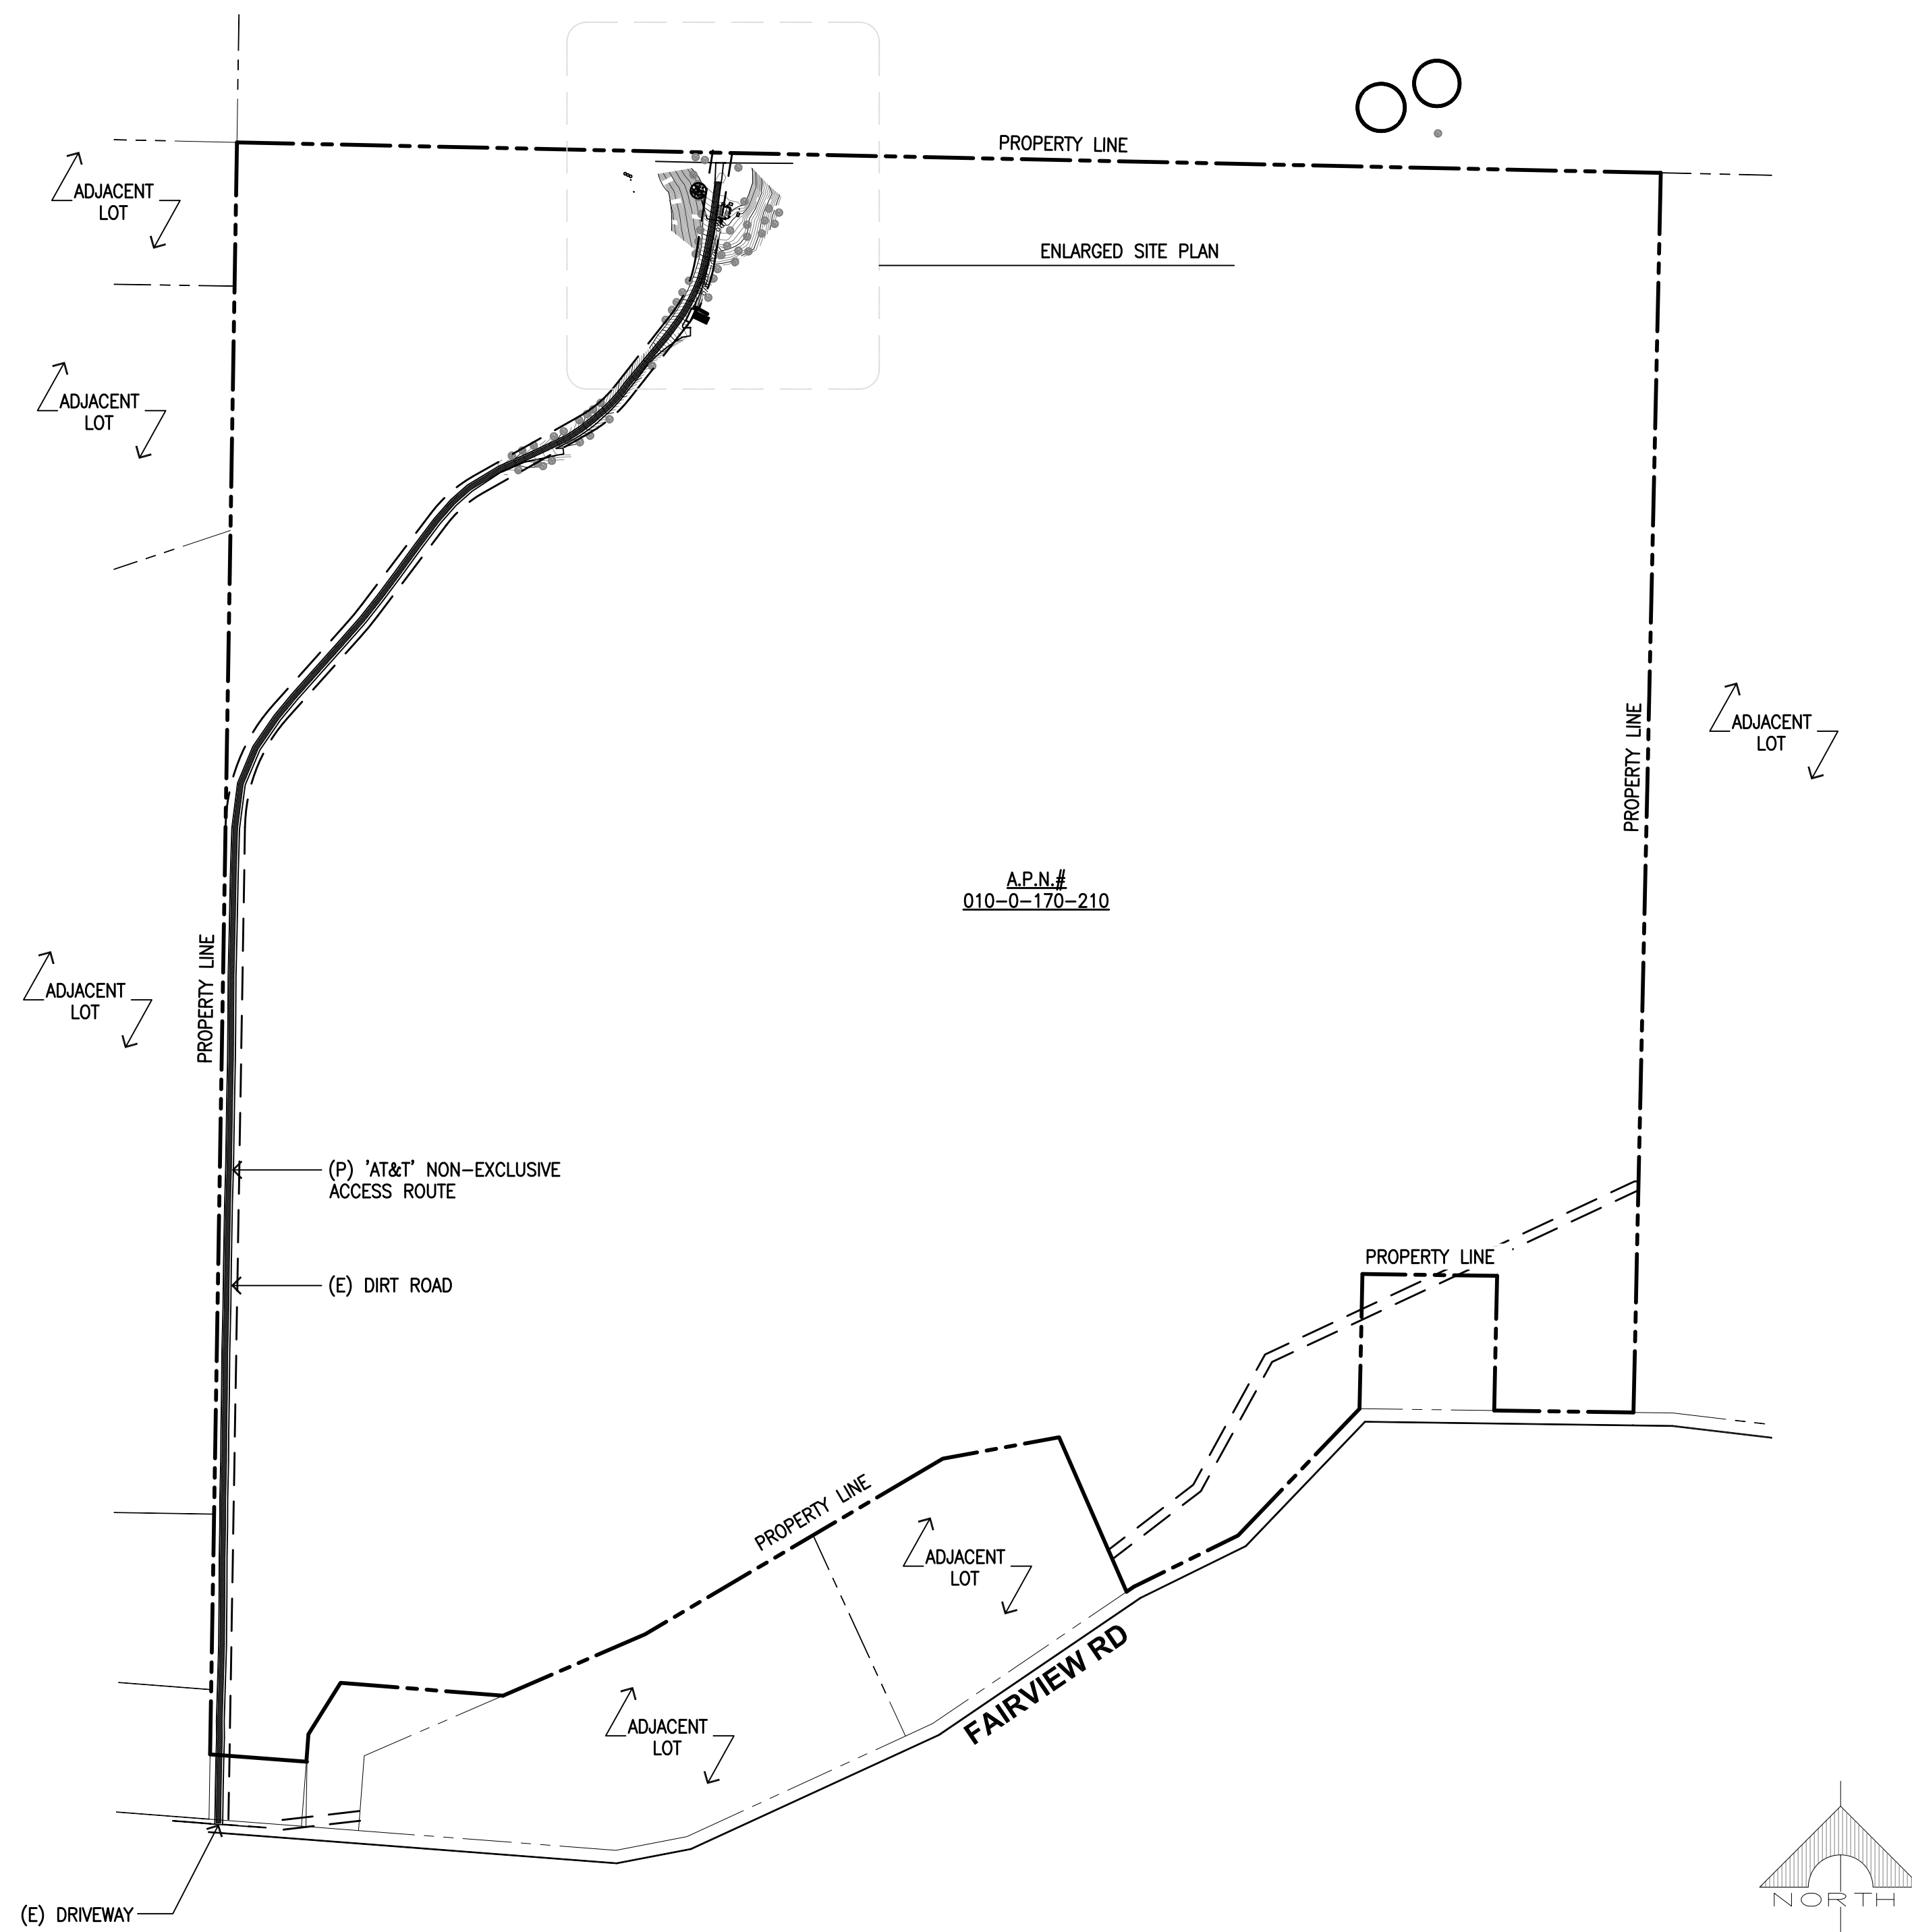 PROPERTY LINE
ADJACENT
LOT
ENLARGED SITE PLAN
ADJACENT
LOT
PROPERTY LINE
ADJACENT
LOT
A.P.N.#
010-0-170-210
PROPERTY LINE
ADJACENT
LOT
(P) 'AT&T' NON-EXCLUSIVE
ACCESS ROUTE
PROPERTY LINE
(E) DIRT ROAD
PROPERTY LINE
ADJACENT
LOT
FAIRVIEW RD
ADJACENT
LOT
NORTH
(E) DRIVEWAY